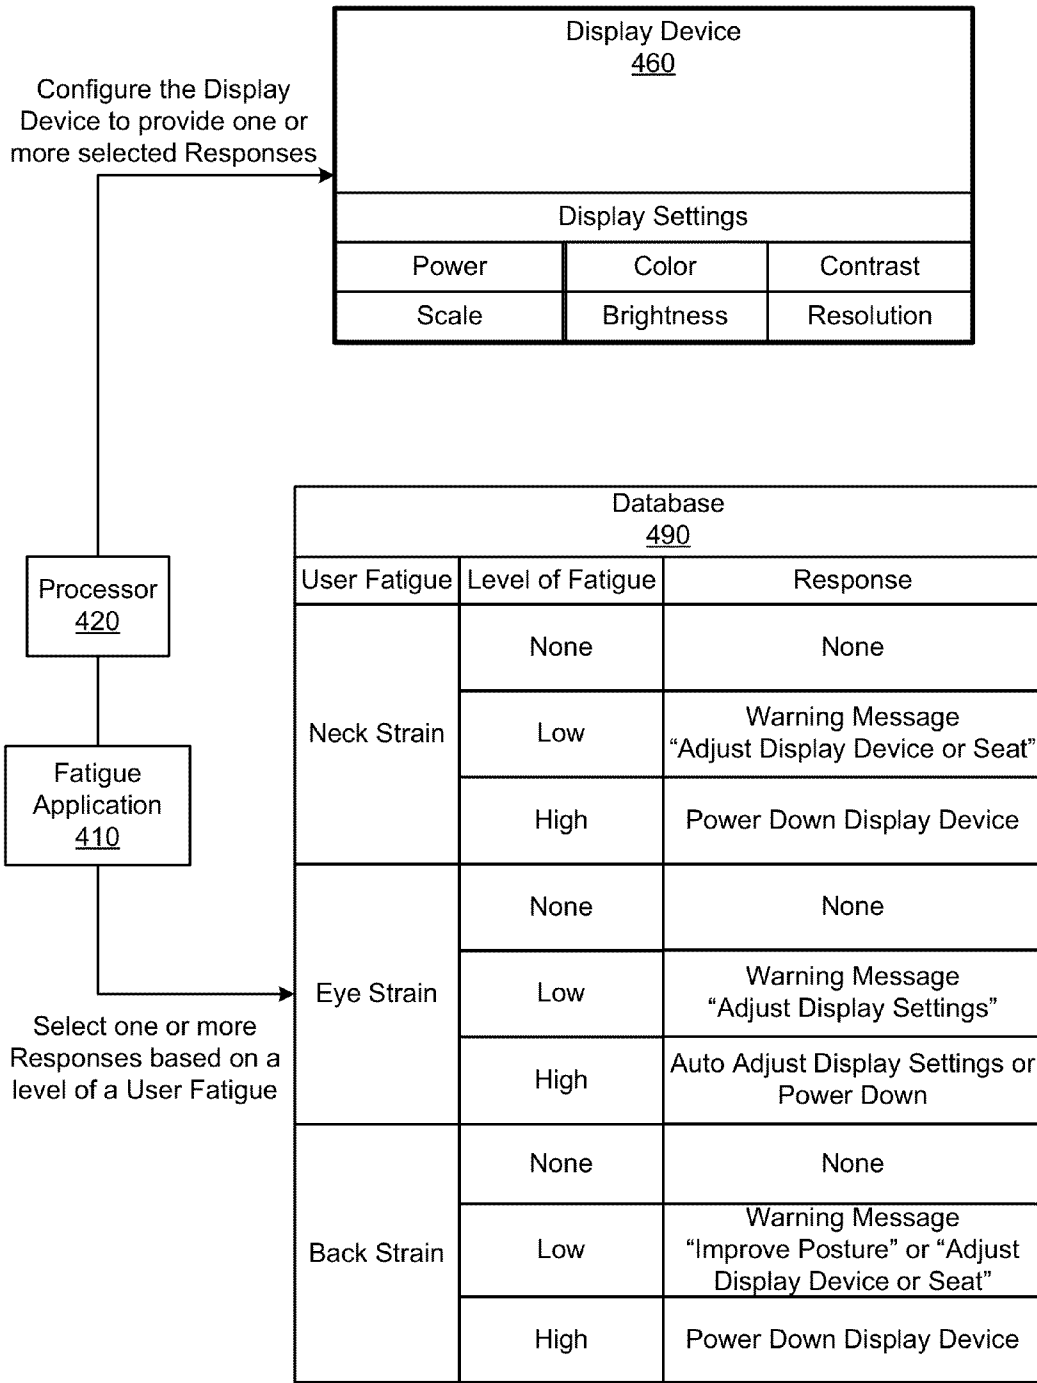 Display Device
460
Configure the Display
Device to provide one or
more selected Responses
Display Settings
Power
Color
Contrast
Scale
Brightness
Resolution
Database
490
User Fatigue
Level of Fatigue
Response
Processor
420
Fatigue
Application
410
Select one or more
Responses based on a
level of a User Fatigue
Neck Strain
None
None
Low
Warning Message
“Adjust Display Device or Seat”
High
Power Down Display Device
Eye Strain
None
None
Low
Warning Message
“Adjust Display Settings”
High
Auto Adjust Display Settings or
Power Down
Back Strain
None
None
Low
Warning Message
“Improve Posture” or “Adjust
Display Device or Seat”
High
Power Down Display Device